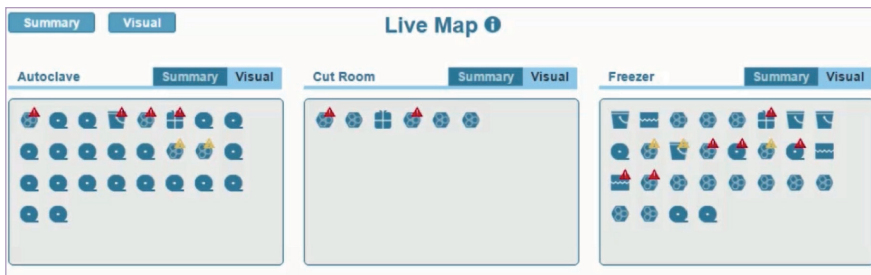 Summary Visual
Live Map
Autoclave Summary Visual
Cut Room Summary Visual
Freezer Summary Visual